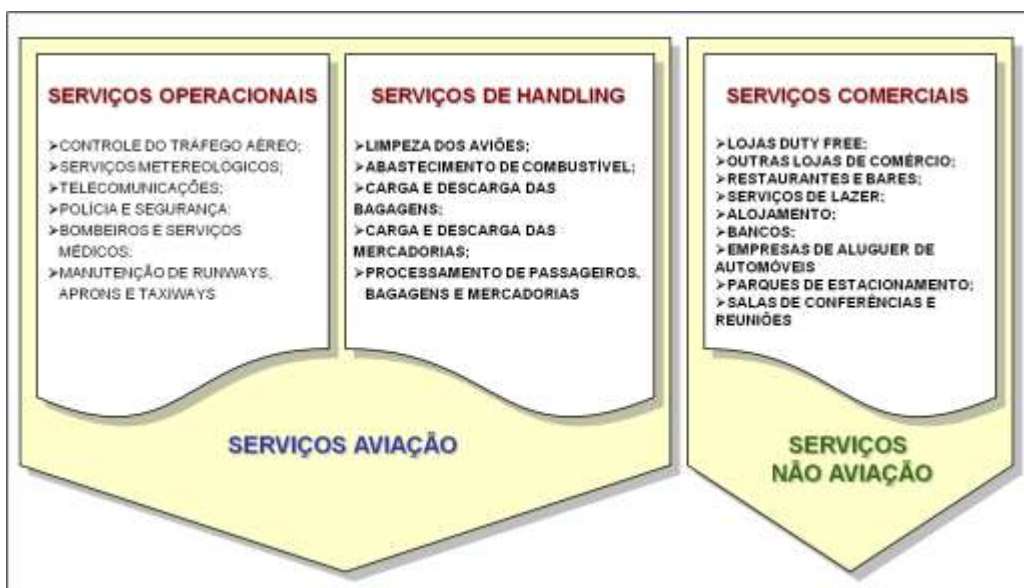 SERVIÇOS OPERACIONAIS
➢CONTROLE DO TRÁFEGO AÉREO;
➢SERVIÇOS METEREOLÓGICOS;
➢TELECOMUNICAÇÕES;
➢POLÍCIA E SEGURANÇA;
➢BOMBEIROS E SERVIÇOS
MÉDICOS;
➢MANUTENÇÃO DE RUNWAYS,
APRONS E TAXIWAYS
SERVIÇOS DE HANDLING
➢LIMPEZA DOS AVIÕES;
➢ABASTECIMENTO DE COMBUSTÍVEL;
➢CARGA E DESCARGA DAS
BAGAGENS;
➢CARGA E DESCARGA DAS
MERCADORIAS;
➢PROCESSAMENTO DE PASSAGEIROS,
BAGAGENS E MERCADORIAS
SERVIÇOS AVIAÇÃO
SERVIÇOS COMERCIAIS
➢LOJAS DUTY FREE;
➢OUTRAS LOJAS DE COMÉRCIO;
➢RESTAURANTES E BARES;
➢SERVIÇOS DE LAZER;
➢ALOJAMENTO;
➢BANCOS;
➢EMPRESAS DE ALUGUER DE
AUTOMÓVEIS
➢PARQUES DE ESTACIONAMENTO;
➢SALAS DE CONFERÊNCIAS E
REUNIÕES
SERVIÇOS
NÃO AVIAÇÃO